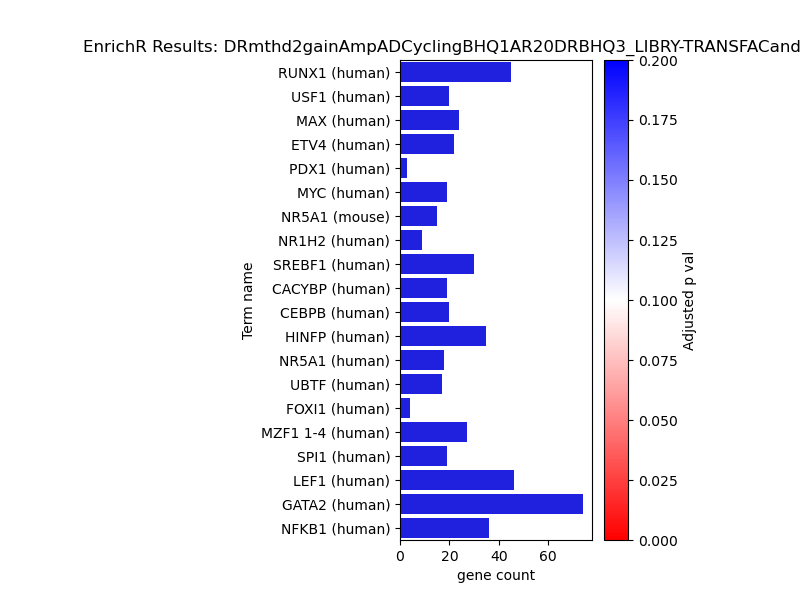 EnrichR Results: DRmthd2gainAmpADCyclingBHQ1AR20DRBHQ3_LIBRY-TRANSFACand
RUNX1 (human)
USF1 (human)
MAX (human)
ETV4 (human)
PDX1 (human)
MYC (human)
NR5A1 (mouse)
NR1H2 (human)
SREBF1 (human)
CACYBP (human)
CEBPB (human)
HINFP (human)
NR5A1 (human)
UBTF (human)
FOXI1 (human)
MZF1 1-4 (human)
SPI1 (human)
LEF1 (human)
GATA2 (human)
NFKB1 (human)
Term name
0 20 40 60
gene count
0.200
0.175
0.150
0.125
0.100
0.075
0.050
0.025
0.000
Adjusted p val